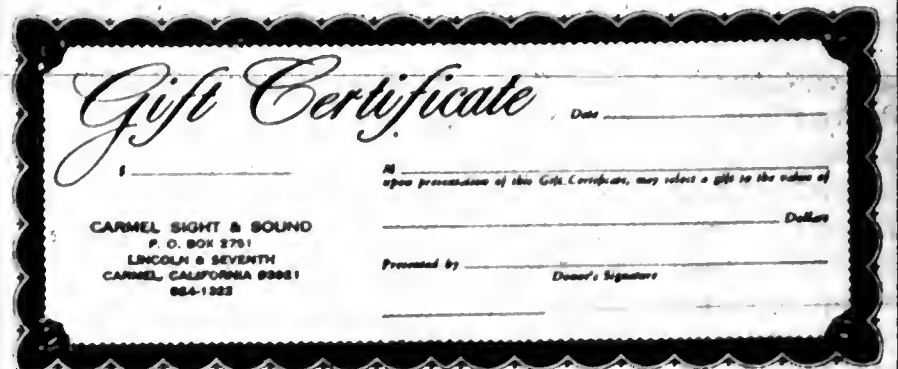 Gift Certificate
Date
$
M
upon presentation of this Gift Certificate, may select a gift to the value of
Dollars
CARMEL SIGHT & SOUND
P. O. BOX 2751
LINCOLN & SEVENTH
CARMEL, CALIFORNIA 93921
624-1322
Presented by
Donor's Signature